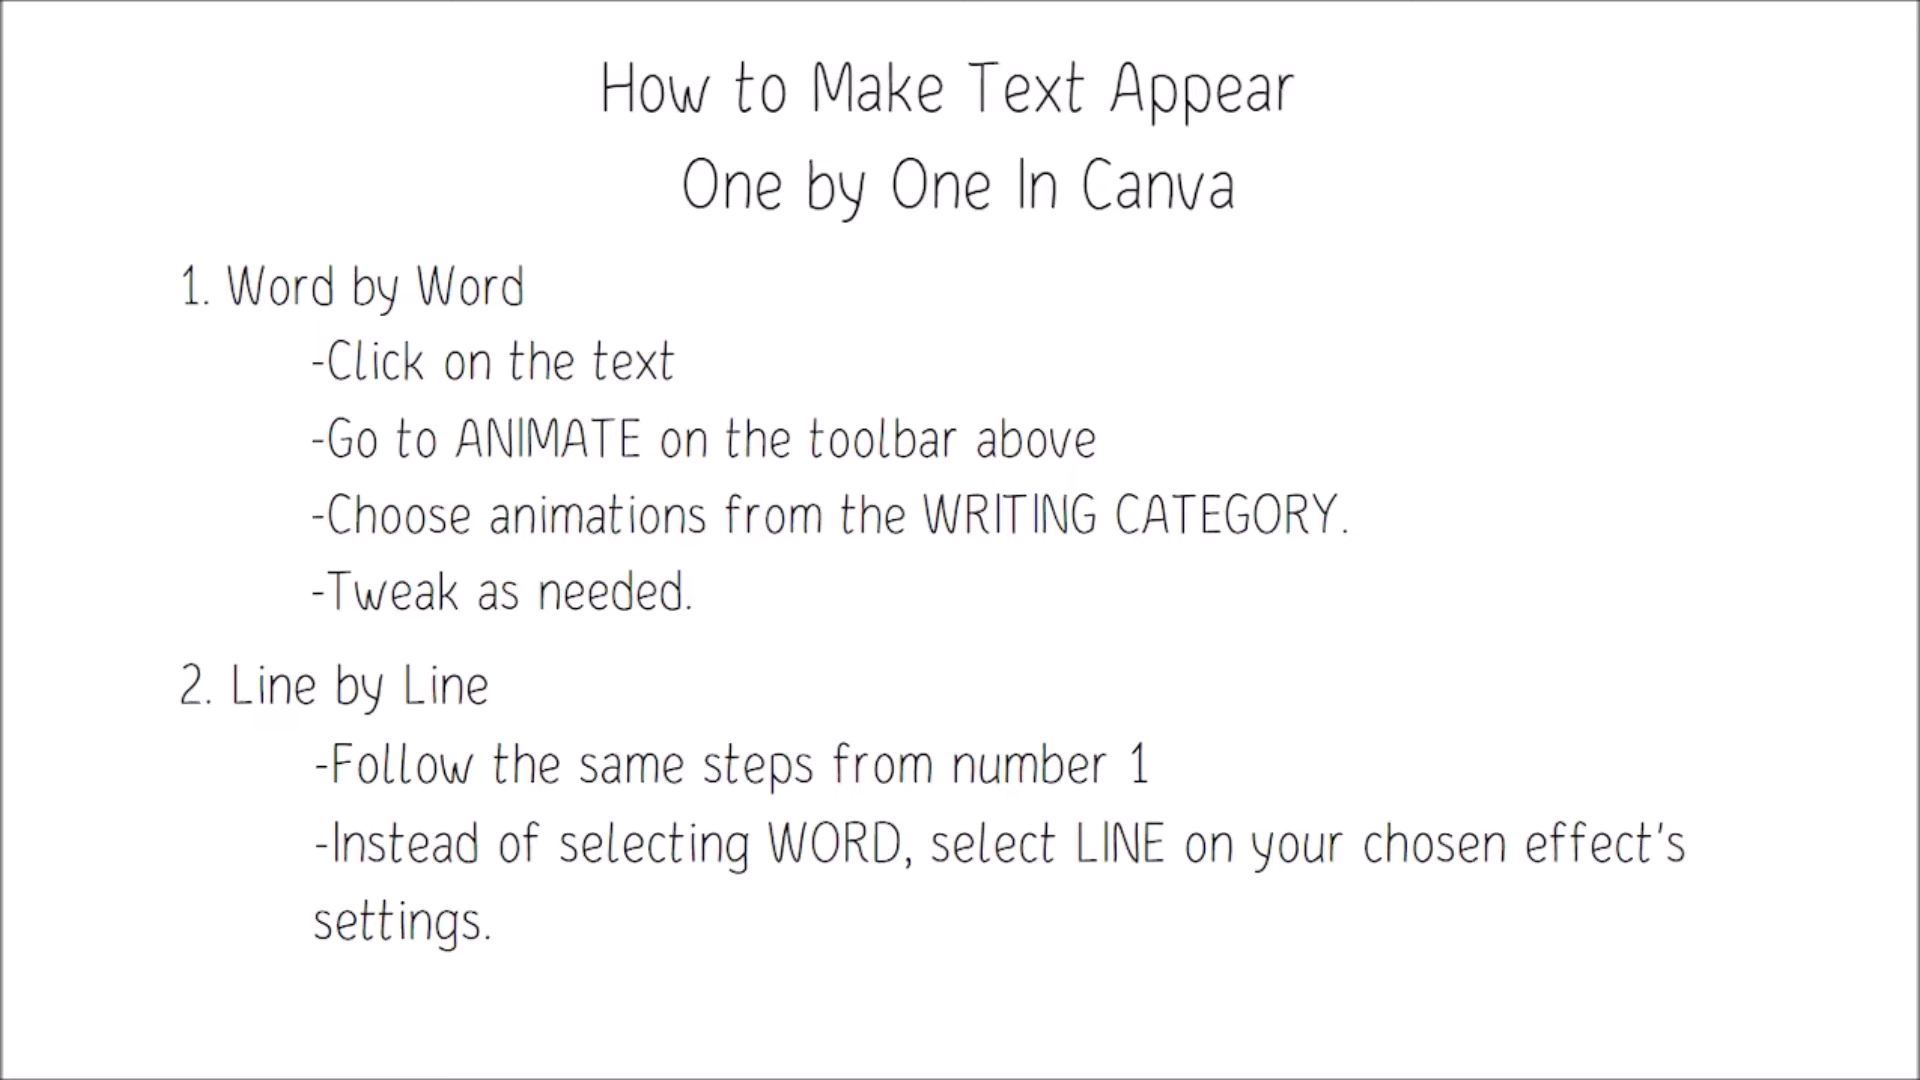 How to Make Text Appear
One by One In Canva
1. Word by Word
-Click on the text
-Go to ANIMATE on the toolbar above
-Choose animations from the WRITING CATEGORY.
-Tweak as needed.
2. Line by Line
-Follow the same steps from number 1
-Instead of selecting WORD, select LINE on your chosen effect's
settings.